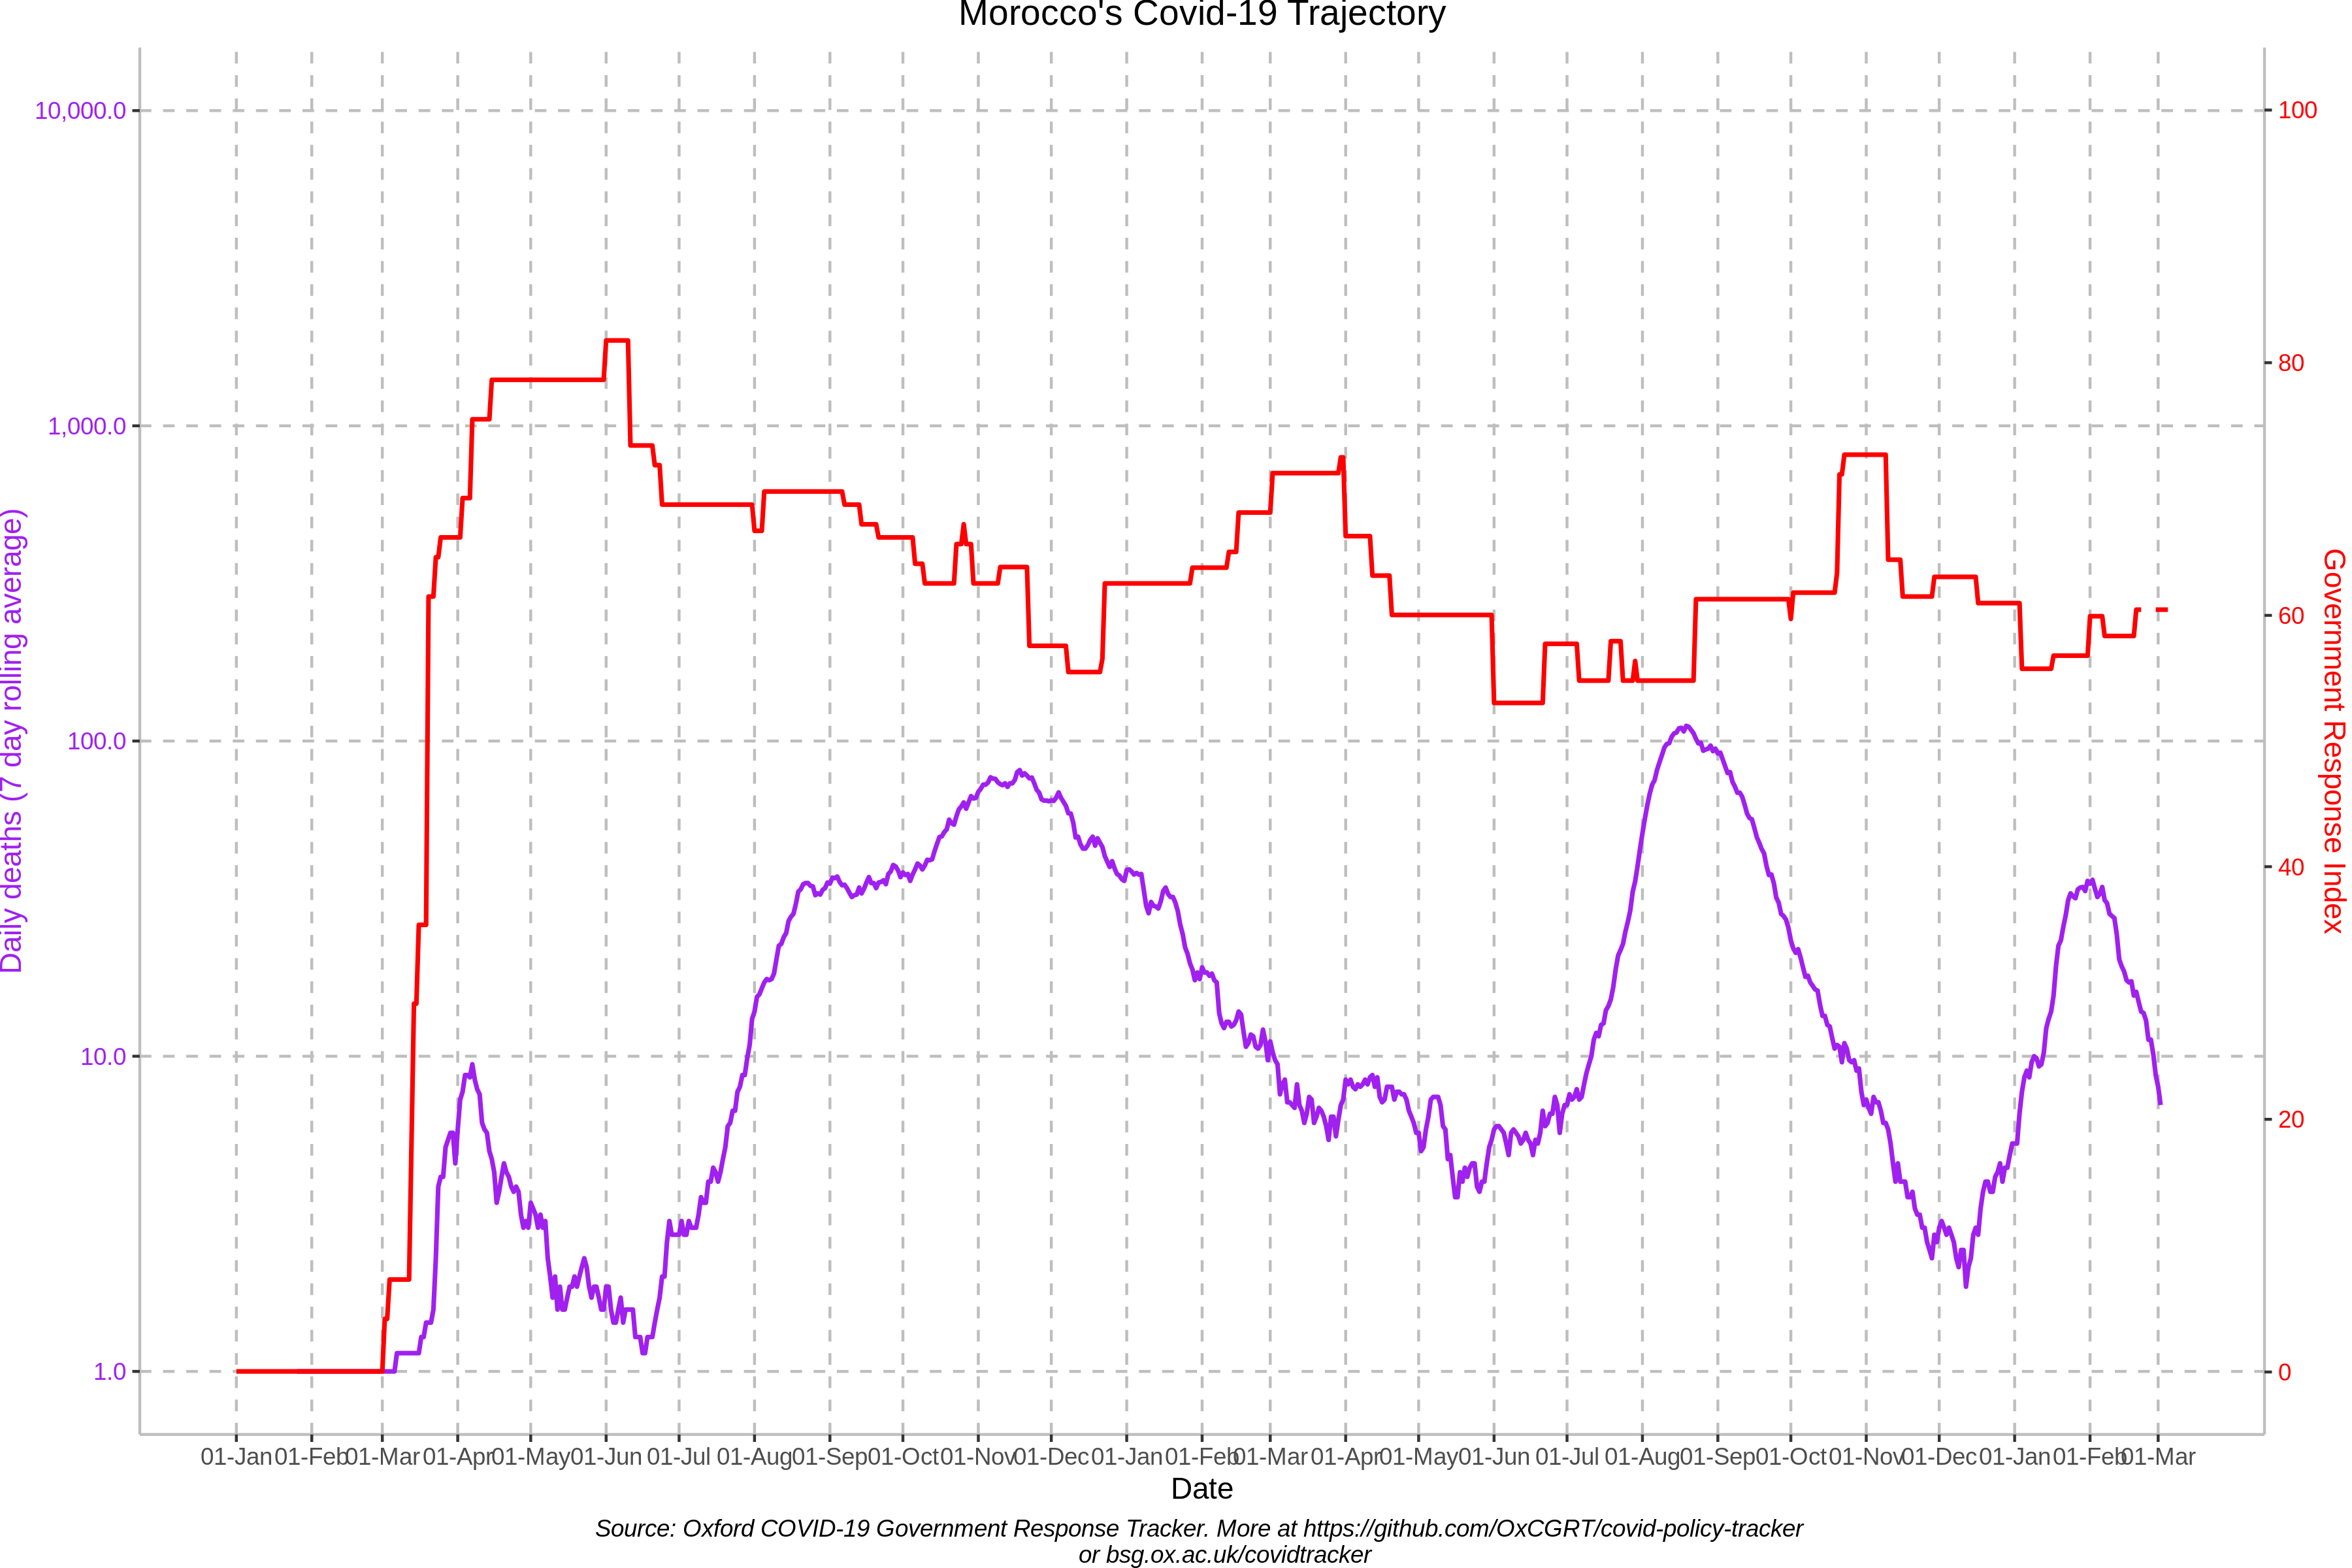 Morocco's Covid-19 Trajectory
10,000.0
1,000.0
100.0
10.0
1.0
Daily deaths (7 day rolling average)
100
80
60
40
20
0
Government Response Index
01-Jan 01-Feb 01-Mar 01-Apr 01-May 01-Jun 01-Jul 01-Aug 01-Sep 01-Oct 01-Nov 01-Dec 01-Jan 01-Feb 01-Mar 01-Apr 01-May 01-Jun 01-Jul 01-Aug 01-Sep 01-Oct 01-Nov 01-Dec 01-Jan 01-Feb 01-Mar
Date
Source: Oxford COVID-19 Government Response Tracker. More at https://github.com/OxCGRT/covid-policy-tracker
or bsg.ox.ac.uk/covidtracker